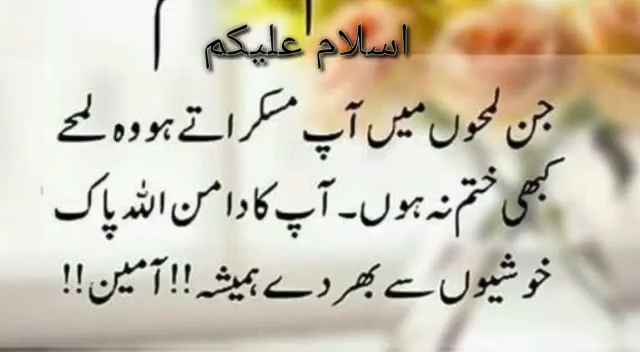 اسلام علیکم
جن لمحوں میں آپ مسکراتے ہو وہ لمحے
کبھی ختم نہ ہوں۔ آپ کا دامن اللہ پاک
خوشیوں سے بھر دے ہمیشہ !! آمین !!